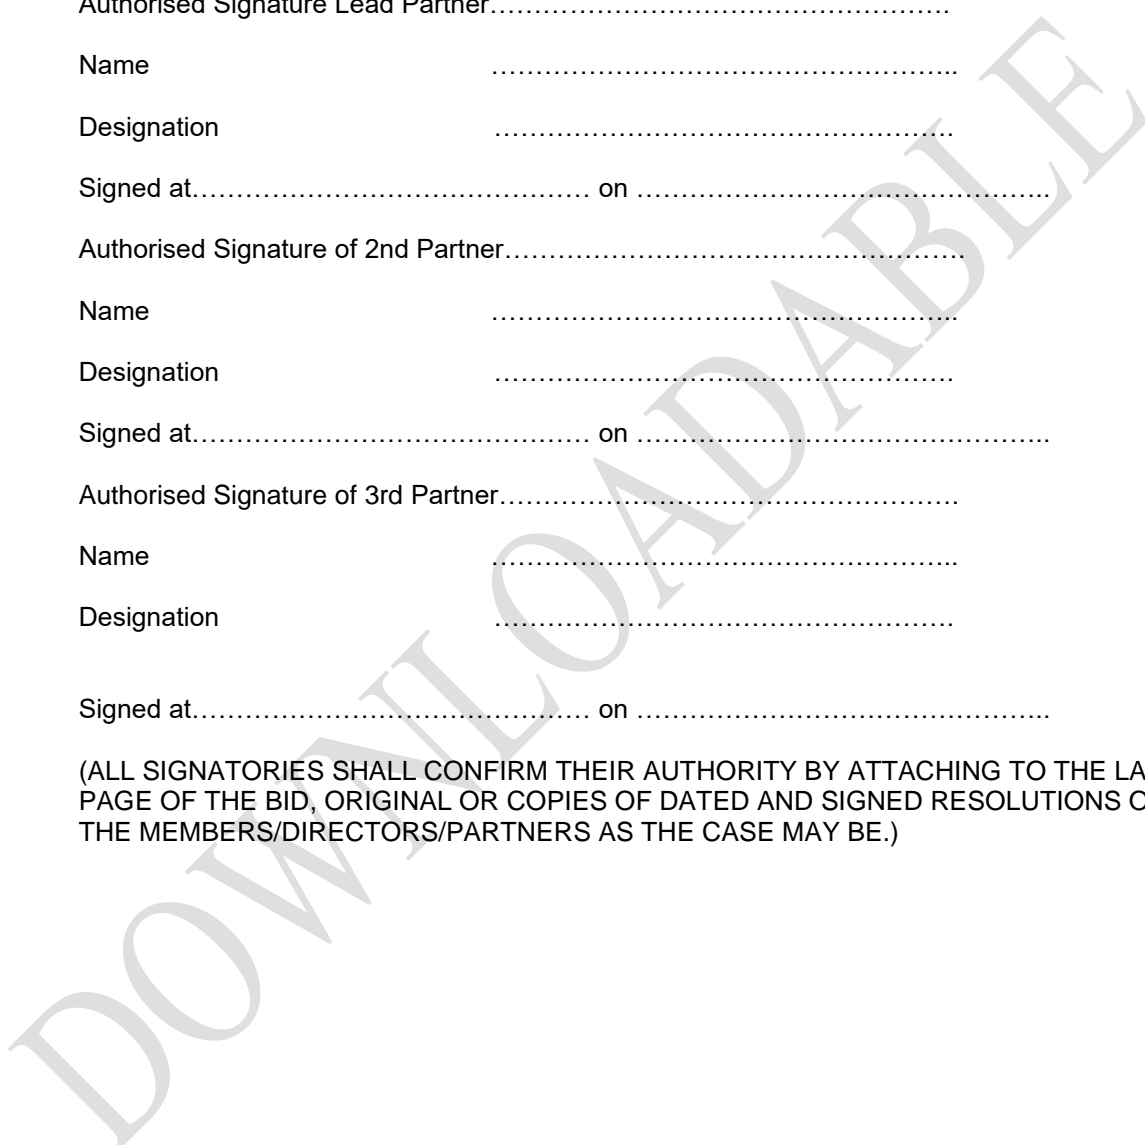 Authorised Signature Lead Partner…………………………………………….
Name ……………………………………………..
Designation …………………………………………….
Signed at……………………………………… on ………………………………………..
Authorised Signature of 2nd Partner…………………………………………….
Name ……………………………………………..
Designation …………………………………………….
Signed at……………………………………… on ………………………………………..
Authorised Signature of 3rd Partner…………………………………………….
Name ……………………………………………..
Designation …………………………………………….
Signed at……………………………………… on ………………………………………..
(ALL SIGNATORIES SHALL CONFIRM THEIR AUTHORITY BY ATTACHING TO THE
PAGE OF THE BID, ORIGINAL OR COPIES OF DATED AND SIGNED RESOLUTIONS
THE MEMBERS/DIRECTORS/PARTNERS AS THE CASE MAY BE.)
DOWNLOADABLE